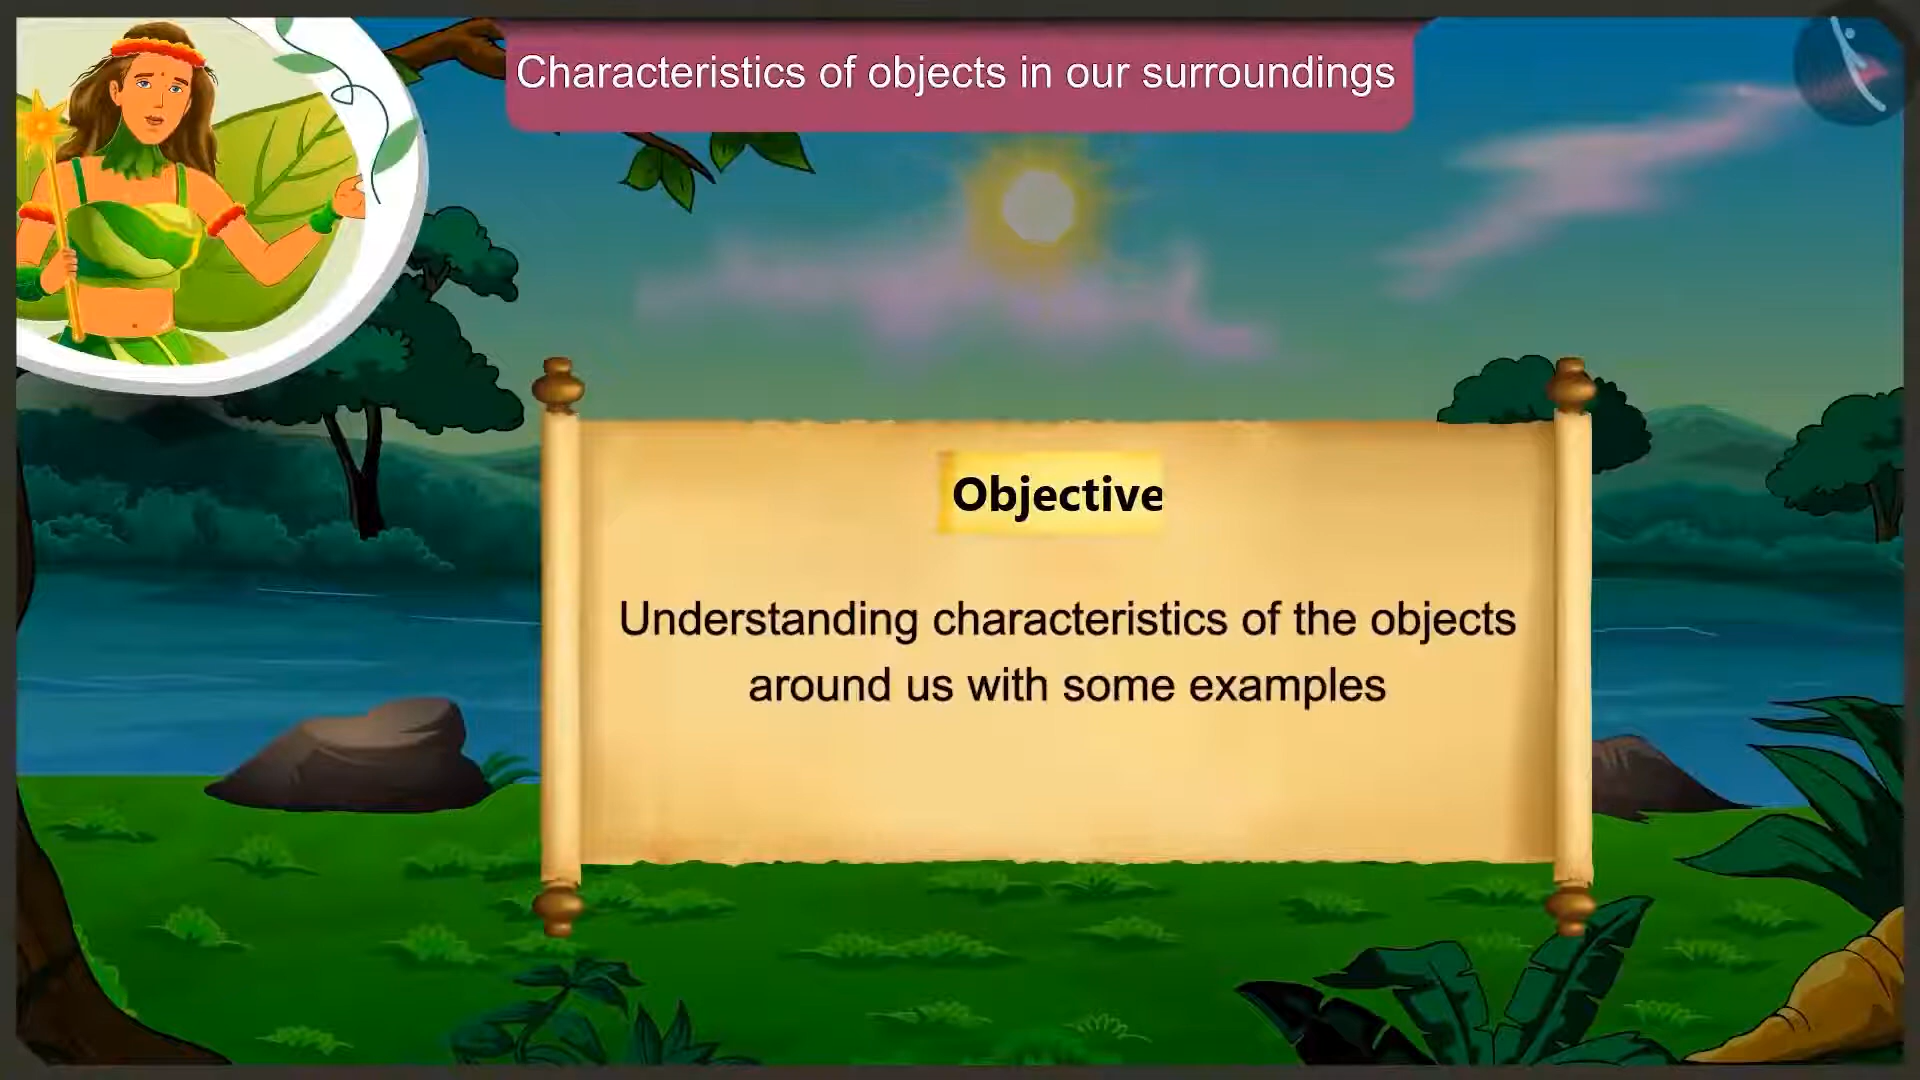 Characteristics of objects in our surroundings
Objective
Understanding characteristics of the objects
around us with some examples